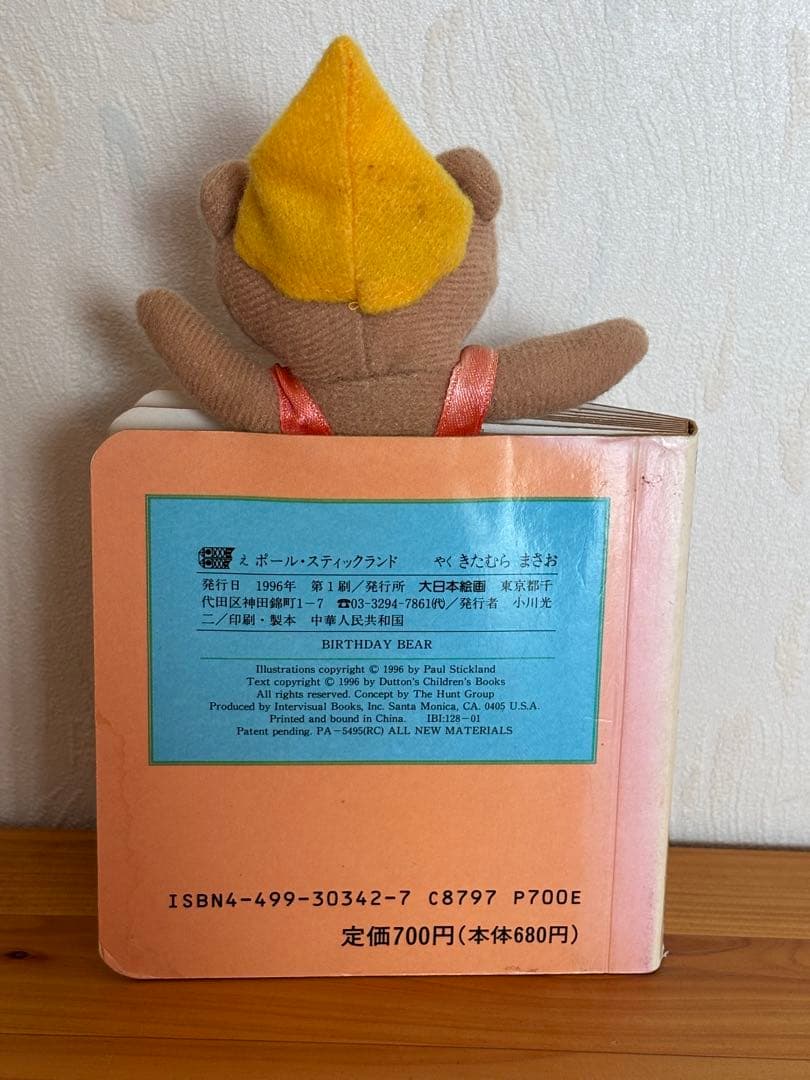 え ポール・スティックランド やく きたむら まさお
発行日 1996年 第1刷／発行所 大日本絵画 東京都千
代田区神田錦町1-7 ☎03-3294-7861㈹／発行者 小川光
二／印刷・製本 中華人民共和国
BIRTHDAY BEAR
Illustrations copyright © 1996 by Paul Stickland
Text copyright © 1996 by Dutton's Children's Books
All rights reserved. Concept by The Hunt Group
Produced by Intervisual Books, Inc. Santa Monica, CA. 0405 U.S.A.
Printed and bound in China. IBI:128-01
Patent pending. PA-5495(RC) ALL NEW MATERIALS
ISBN4-499-30342-7 C8797 P700E
定価700円(本体680円)